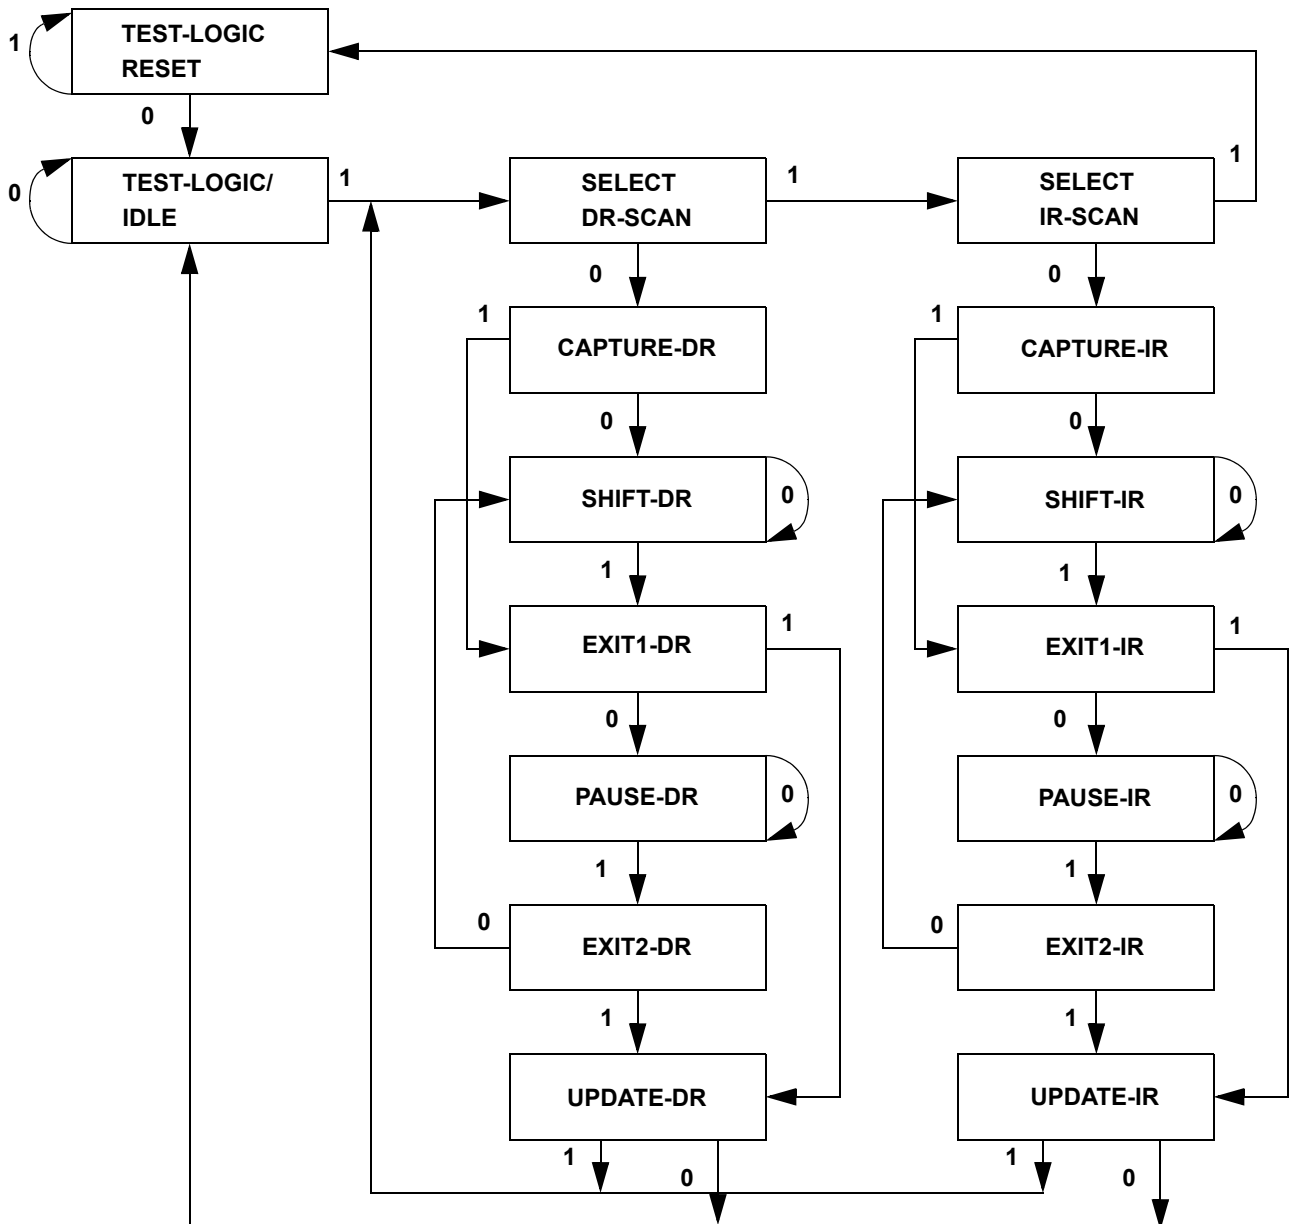 1
TEST-LOGIC
RESET
0
0
TEST-LOGIC/
IDLE
1
SELECT
DR-SCAN
1
SELECT
IR-SCAN
1
0
0
1
CAPTURE-DR
1
CAPTURE-IR
0
0
SHIFT-DR
0
SHIFT-IR
0
1
1
EXIT1-DR
1
EXIT1-IR
1
0
0
PAUSE-DR
0
PAUSE-IR
0
1
1
0
EXIT2-DR
0
EXIT2-IR
1
1
UPDATE-DR
UPDATE-IR
1
0
1
0